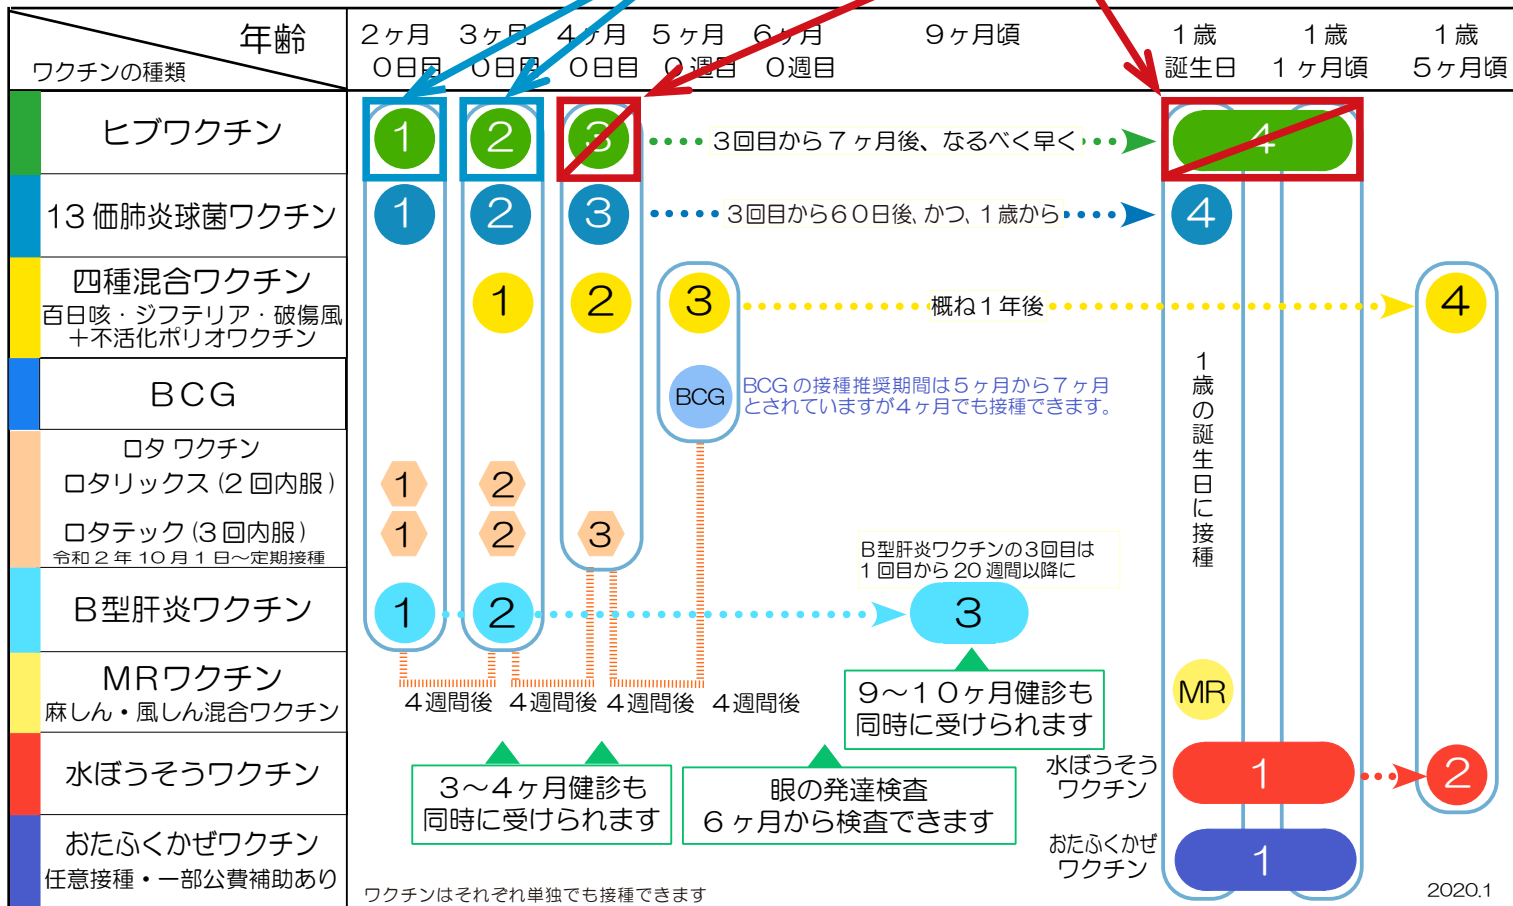 年齢
ワクチンの種類
2ヶ月
0日目
3ヶ月
0日目
4ヶ月
0日目
5ヶ月
0週目
6ヶ月
0週目
9ヶ月頃
1歳
誕生日
1歳
1ヶ月頃
1歳
5ヶ月頃
ヒブワクチン
1
2
3
3回目から7ヶ月後、なるべく早く
4
13価肺炎球菌ワクチン
1
2
3
3回目から60日後、かつ、1歳から
4
四種混合ワクチン
百日咳・ジフテリア・破傷風
＋不活化ポリオワクチン
1
2
3
概ね1年後
4
BCG
BCG
BCGの接種推奨期間は5ヶ月から7ヶ月
とされていますが4ヶ月でも接種できます。
1歳の誕生日に接種
ロタ ワクチン
ロタリックス(2回内服)
1
2
ロタテック(3回内服)
令和2年10月1日〜定期接種
1
2
3
B型肝炎ワクチンの3回目は
1回目から20週間以降に
B型肝炎ワクチン
1
2
3
4週間後
4週間後
4週間後
4週間後
MRワクチン
麻しん・風しん混合ワクチン
9〜10ヶ月健診も
同時に受けられます
MR
水ぼうそうワクチン
3〜4ヶ月健診も
同時に受けられます
眼の発達検査
6ヶ月から検査できます
水ぼうそう
ワクチン
1
2
おたふくかぜワクチン
任意接種・一部公費補助あり
おたふくかぜ
ワクチン
1
ワクチンはそれぞれ単独でも接種できます
2020.1